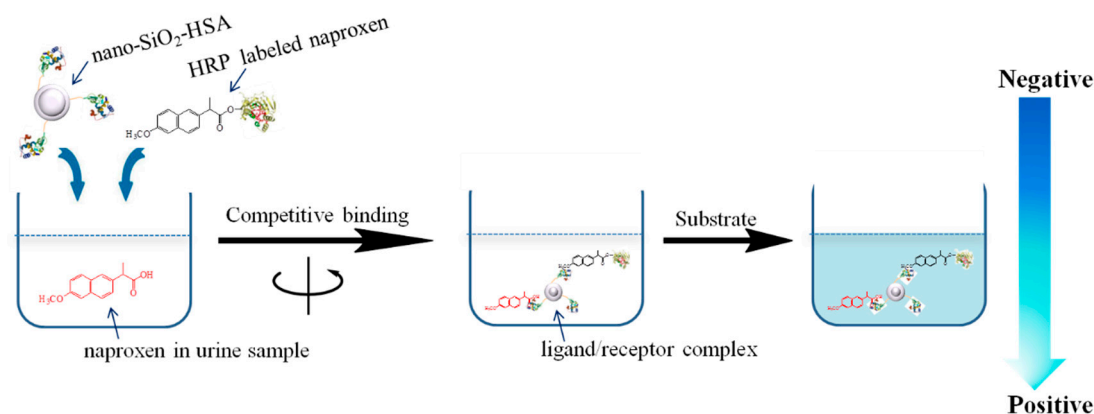 nano-SiO₂-HSA
HRP labeled naproxen
Negative
H₃CO
O
O
Competitive binding
Substrate
H₃CO
O
OH
naproxen in urine sample
ligand/receptor complex
Positive